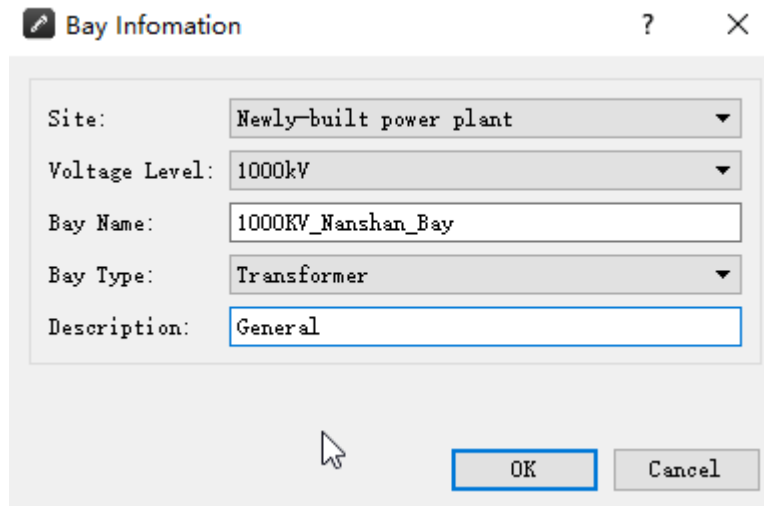 Bay Infomation ?
Site: Newly-built power plant
Voltage Level: 1000kV
Bay Name: 1000KV_Nanshan_Bay
Bay Type: Transformer
Description: General
OK Cancel